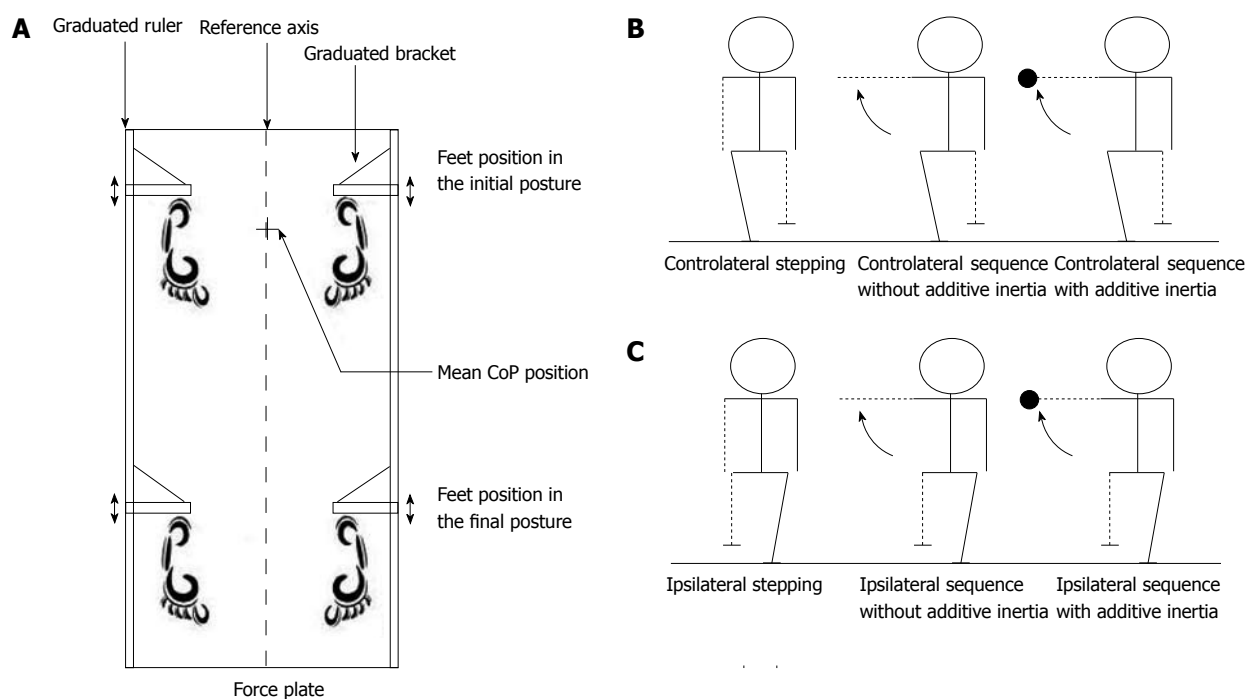 A
Graduated ruler
Reference axis
Graduated bracket
Feet position in
the initial posture
Mean CoP position
Feet position in
the final posture
Force plate
B
Controlateral stepping
Controlateral sequence
without additive inertia
Controlateral sequence
with additive inertia
C
Ipsilateral stepping
Ipsilateral sequence
without additive inertia
Ipsilateral sequence
with additive inertia